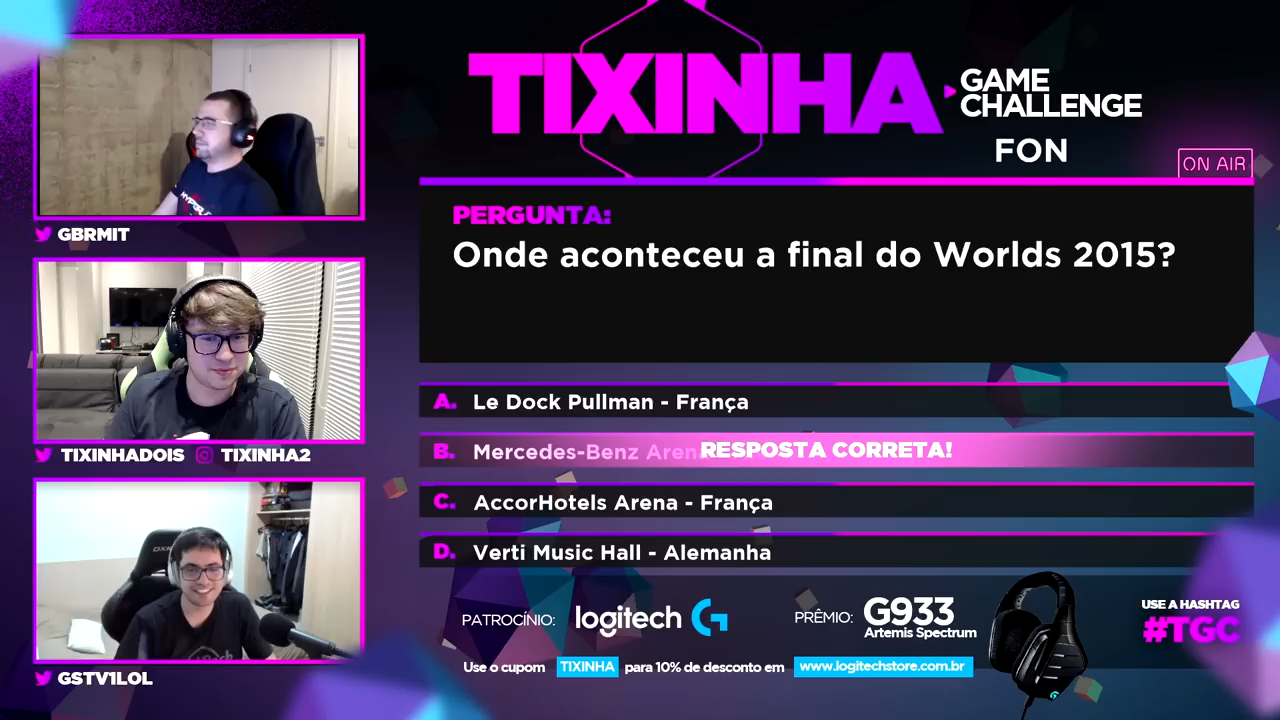 TIXINHA
GAME
CHALLENGE
FON
ON AIR
PERGUNTA:
Onde aconteceu a final do Worlds 2015?
A. Le Dock Pullman - França
B. Mercedes-Benz Aren
RESPOSTA CORRETA!
C. AccorHotels Arena - França
D. Verti Music Hall - Alemanha
GBRMIT
TIXINHADOIS TIXINHA2
GSTV1LOL
PATROCÍNIO: logitech G
PRÊMIO: G933
Artemis Spectrum
USE A HASHTAG
#TGC
Use o cupom TIXINHA para 10% de desconto em www.logitechstore.com.br